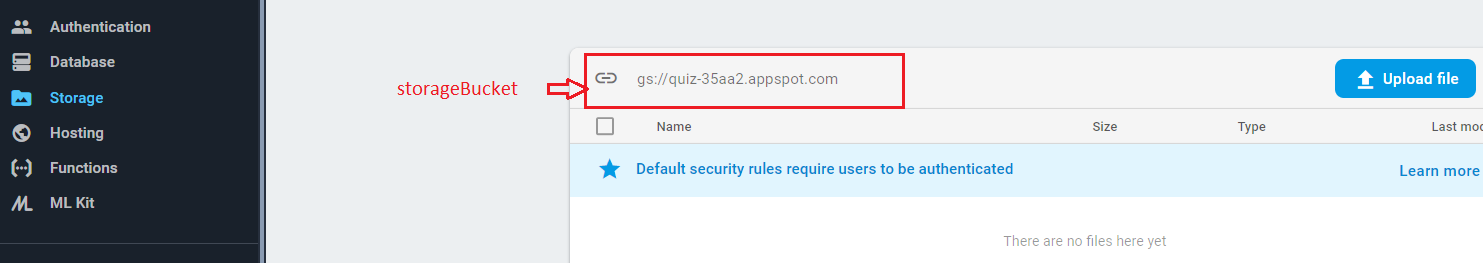 Authentication
Database
Storage
Hosting
Functions
ML Kit
storageBucket
gs://quiz-35aa2.appspot.com
Upload file
Name Size Type Last mod
Default security rules require users to be authenticated Learn more
There are no files here yet